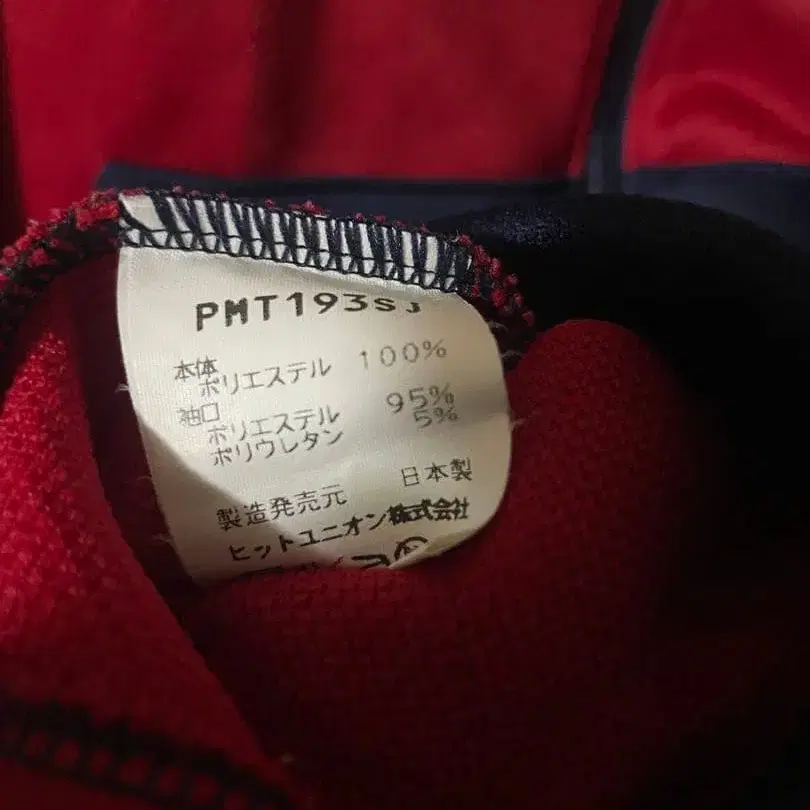 PMT193SJ
本体
ポリエステル 100%
袖口
ポリエステル 95%
ポリウレタン 5%
日本製
製造発売元
ヒットユニオン株式会社